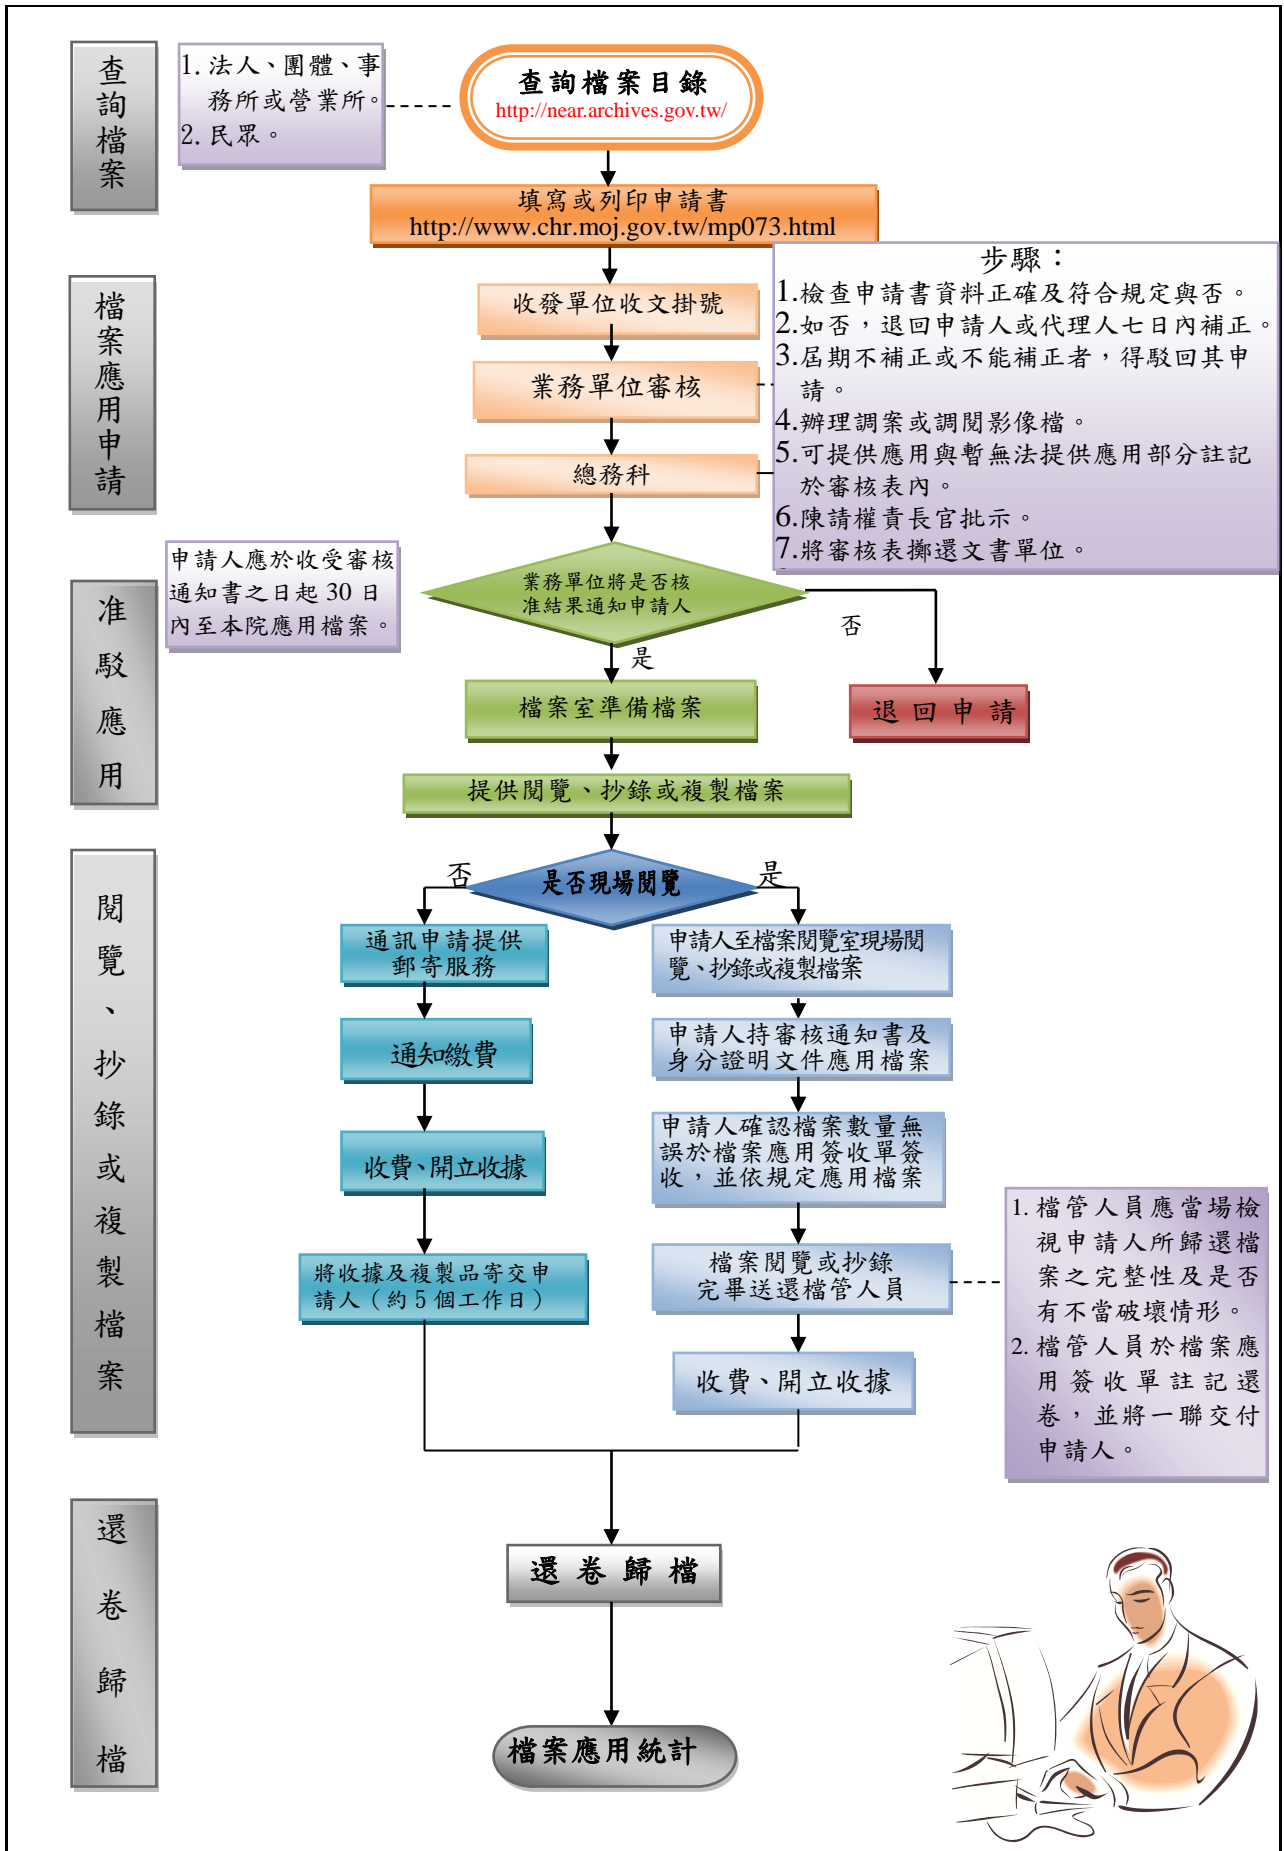 查詢檔案
1. 法人、團體、事
務所或營業所。
2. 民眾。
查詢檔案目錄
http://near.archives.gov.tw/
填寫或列印申請書
http://www.chr.moj.gov.tw/mp073.html
檔案應用申請
收發單位收文掛號
業務單位審核
總務科
步驟：
1.檢查申請書資料正確及符合規定與否。
2.如否，退回申請人或代理人七日內補正。
3.屆期不補正或不能補正者，得駁回其申
請。
4.辦理調案或調閱影像檔。
5.可提供應用與暫無法提供應用部分註記
於審核表內。
6.陳請權責長官批示。
7.將審核表擲還文書單位。
准駁應用
申請人應於收受審核
通知書之日起 30 日
內至本院應用檔案。
業務單位將是否核
准結果通知申請人
否
是
檔案室準備檔案
退回申請
提供閱覽、抄錄或複製檔案
閱覽、抄錄或複製檔案
是否現場閱覽
否
是
通訊申請提供
郵寄服務
通知繳費
收費、開立收據
將收據及複製品寄交申
請人（約 5 個工作日）
申請人至檔案閱覽室現場閱
覽、抄錄或複製檔案
申請人持審核通知書及
身分證明文件應用檔案
申請人確認檔案數量無
誤於檔案應用簽收單簽
收，並依規定應用檔案
檔案閱覽或抄錄
完畢送還檔管人員
收費、開立收據
1. 檔管人員應當場檢
視申請人所歸還檔
案之完整性及是否
有不當破壞情形。
2. 檔管人員於檔案應
用簽收單註記還
卷，並將一聯交付
申請人。
還卷歸檔
還卷歸檔
檔案應用統計